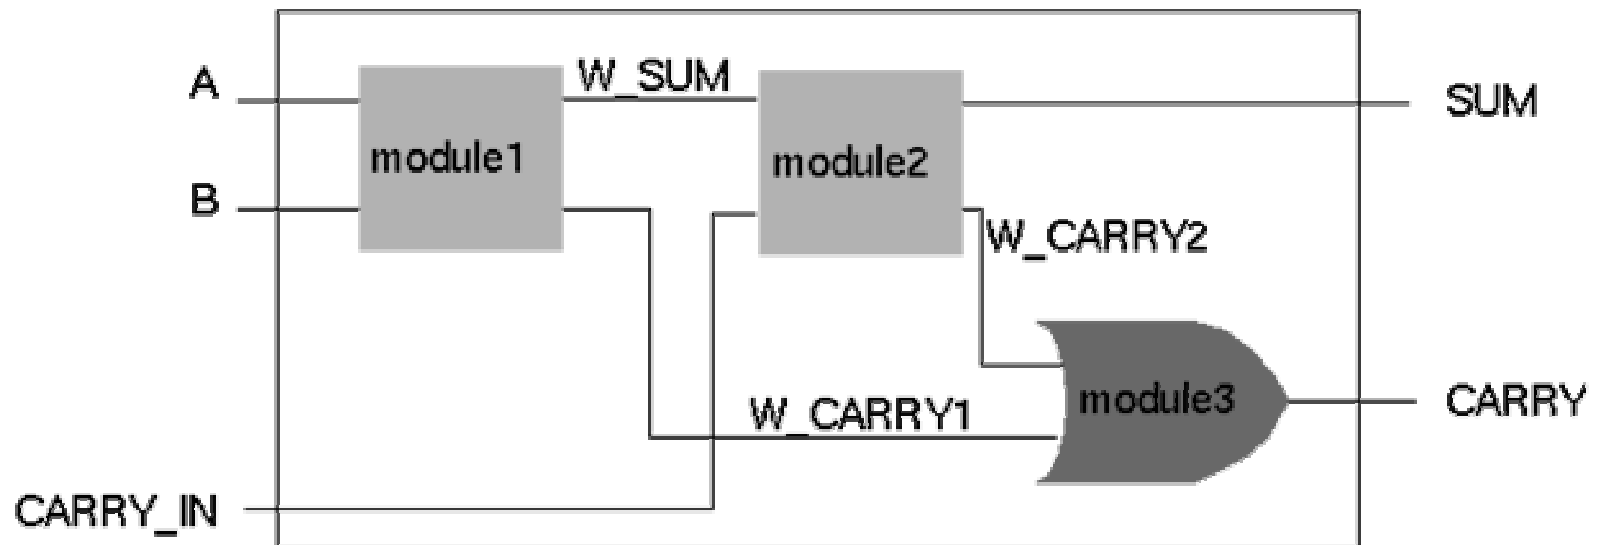 A
W_SUM
SUM
module1
module2
B
W_CARRY2
module3
CARRY
W_CARRY1
CARRY_IN